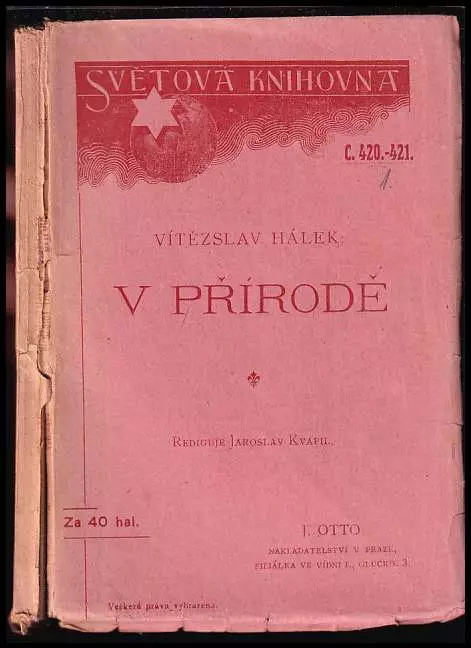 SVĚTOVÁ KNIHOVNA
Č. 420.-421.
1.
VÍTĚZSLAV HÁLEK:
V PŘÍRODĚ
REDIGUJE JAROSLAV KVAPIL.
Za 40 hal.
J. OTTO
NAKLADATELSTVÍ V PRAZE,
FILIÁLKA VE VÍDNI I., GLUCKG. 3.
Veškerá práva vyhrazena.